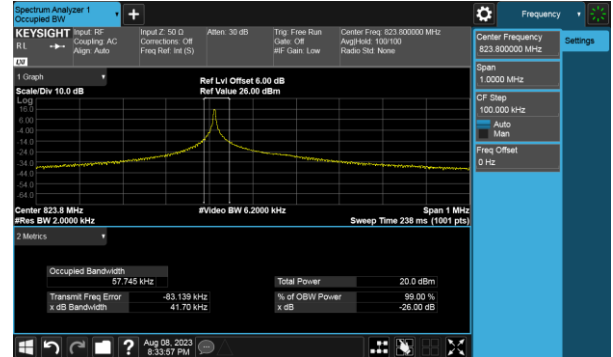 Spectrum Analyzer 1
Occupied BW
Frequency
KEYSIGHT
Input: RF
Input Z: 50 Ω
Atten: 30 dB
Trig: Free Run
Center Freq: 823.800000 MHz
RL
Coupling: AC
Corrections: Off
Gate: Off
Avg|Hold: 100/100
Align: Auto
Freq Ref: Int (S)
#IF Gain: Low
Radio Std: None
LXI
Center Frequency
823.800000 MHz
Settings
Span
1.0000 MHz
CF Step
100.000 kHz
Auto
Man
Freq Offset
0 Hz
1 Graph
Ref Lvl Offset 6.00 dB
Scale/Div 10.0 dB
Ref Value 26.00 dBm
Log
16.0
6.00
-4.00
-14.0
-24.0
-34.0
-44.0
-54.0
-64.0
Center 823.8 MHz
#Video BW 6.2000 kHz
Span 1 MHz
#Res BW 2.0000 kHz
Sweep Time 238 ms (1001 pts)
2 Metrics
Occupied Bandwidth
57.745 kHz
Total Power
20.0 dBm
Transmit Freq Error
-83.139 kHz
% of OBW Power
99.00 %
x dB Bandwidth
41.70 kHz
x dB
-26.00 dB
?
Aug 08, 2023
8:33:57 PM